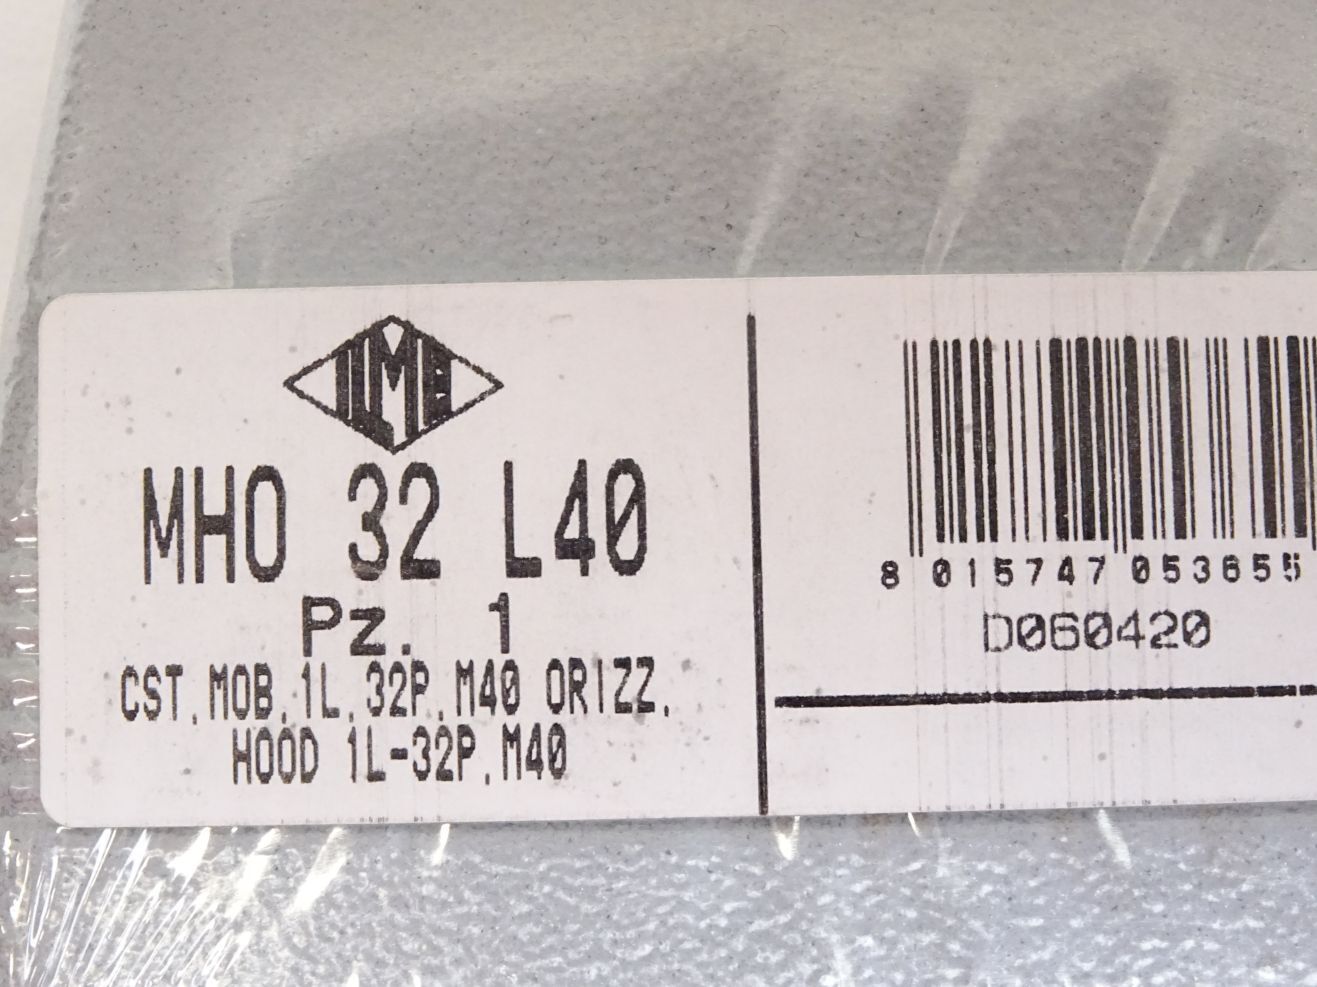 ILME
MHO 32 L40
Pz. 1
CST.MOB.1L.32P.M40 ORIZZ.
HOOD 1L-32P.M40
8 015747 053655
D060420